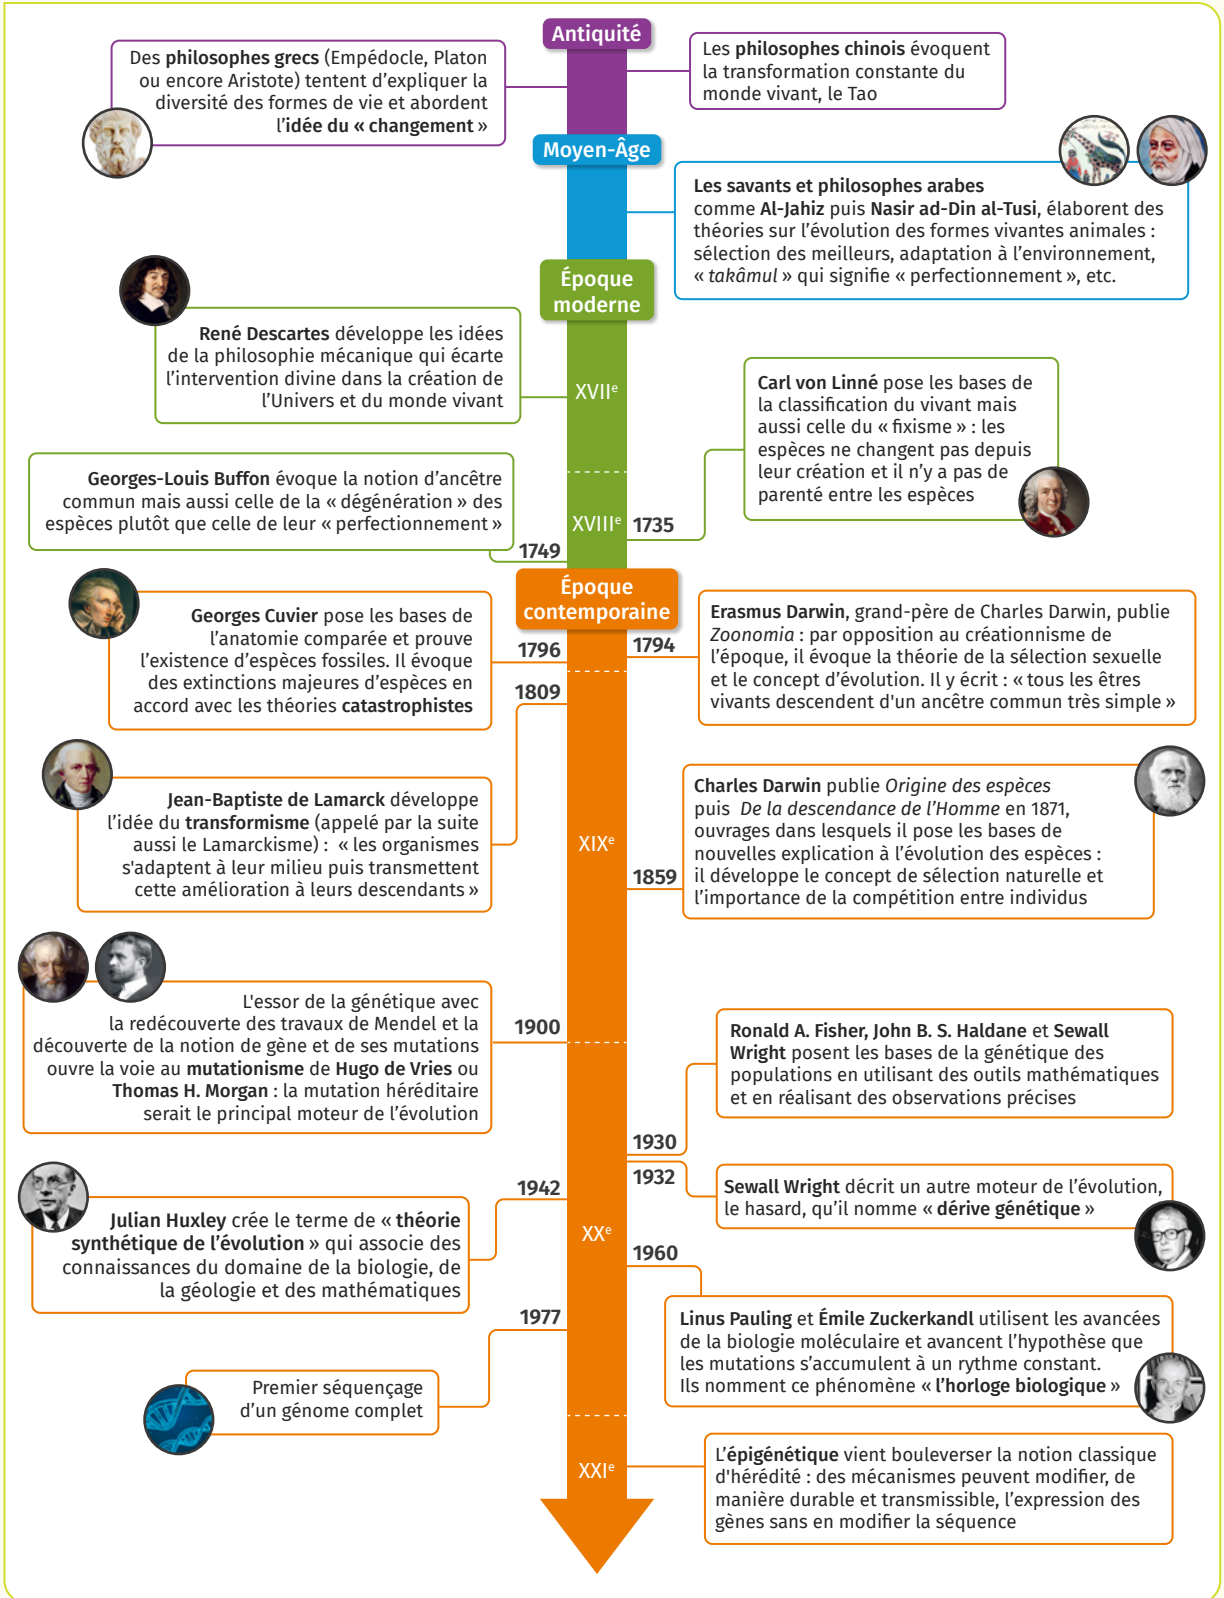 Antiquité
Des philosophes grecs (Empédocle, Platon
ou encore Aristote) tentent d'expliquer la
diversité des formes de vie et abordent
l'idée du « changement »
Les philosophes chinois évoquent
la transformation constante du
monde vivant, le Tao
Moyen-Âge
Les savants et philosophes arabes
comme Al-Jahiz puis Nasir ad-Din al-Tusi, élaborent des
théories sur l'évolution des formes vivantes animales :
sélection des meilleurs, adaptation à l'environnement,
« takâmul » qui signifie « perfectionnement », etc.
Époque
moderne
René Descartes développe les idées
de la philosophie mécanique qui écarte
l'intervention divine dans la création de
l'Univers et du monde vivant
XVIIe
Carl von Linné pose les bases de
la classification du vivant mais
aussi celle du « fixisme » : les
espèces ne changent pas depuis
leur création et il n'y a pas de
parenté entre les espèces
Georges-Louis Buffon évoque la notion d'ancêtre
commun mais aussi celle de la « dégénération » des
espèces plutôt que celle de leur « perfectionnement »
XVIIIe
1735
1749
Époque
contemporaine
Georges Cuvier pose les bases de
l'anatomie comparée et prouve
l'existence d'espèces fossiles. Il évoque
des extinctions majeures d'espèces en
accord avec les théories catastrophistes
1796
1794
Erasmus Darwin, grand-père de Charles Darwin, publie
Zoonomia : par opposition au créationnisme de
l'époque, il évoque la théorie de la sélection sexuelle
et le concept d'évolution. Il y écrit : « tous les êtres
vivants descendent d'un ancêtre commun très simple »
1809
Jean-Baptiste de Lamarck développe
l'idée du transformisme (appelé par la suite
aussi le Lamarckisme) : « les organismes
s'adaptent à leur milieu puis transmettent
cette amélioration à leurs descendants »
XIXe
1859
Charles Darwin publie Origine des espèces
puis De la descendance de l'Homme en 1871,
ouvrages dans lesquels il pose les bases de
nouvelles explication à l'évolution des espèces :
il développe le concept de sélection naturelle et
l'importance de la compétition entre individus
L'essor de la génétique avec
la redécouverte des travaux de Mendel et la
découverte de la notion de gène et de ses mutations
ouvre la voie au mutationisme de Hugo de Vries ou
Thomas H. Morgan : la mutation héréditaire
serait le principal moteur de l'évolution
1900
Ronald A. Fisher, John B. S. Haldane et Sewall
Wright posent les bases de la génétique des
populations en utilisant des outils mathématiques
et en réalisant des observations précises
1930
1932
Sewall Wright décrit un autre moteur de l'évolution,
le hasard, qu'il nomme « dérive génétique »
1942
Julian Huxley crée le terme de « théorie
synthétique de l'évolution » qui associe des
connaissances du domaine de la biologie, de
la géologie et des mathématiques
XXe
1960
Linus Pauling et Émile Zuckerkandl utilisent les avancées
de la biologie moléculaire et avancent l'hypothèse que
les mutations s'accumulent à un rythme constant.
Ils nomment ce phénomène « l'horloge biologique »
1977
Premier séquençage
d'un génome complet
XXIe
L'épigénétique vient bouleverser la notion classique
d'hérédité : des mécanismes peuvent modifier, de
manière durable et transmissible, l'expression des
gènes sans en modifier la séquence